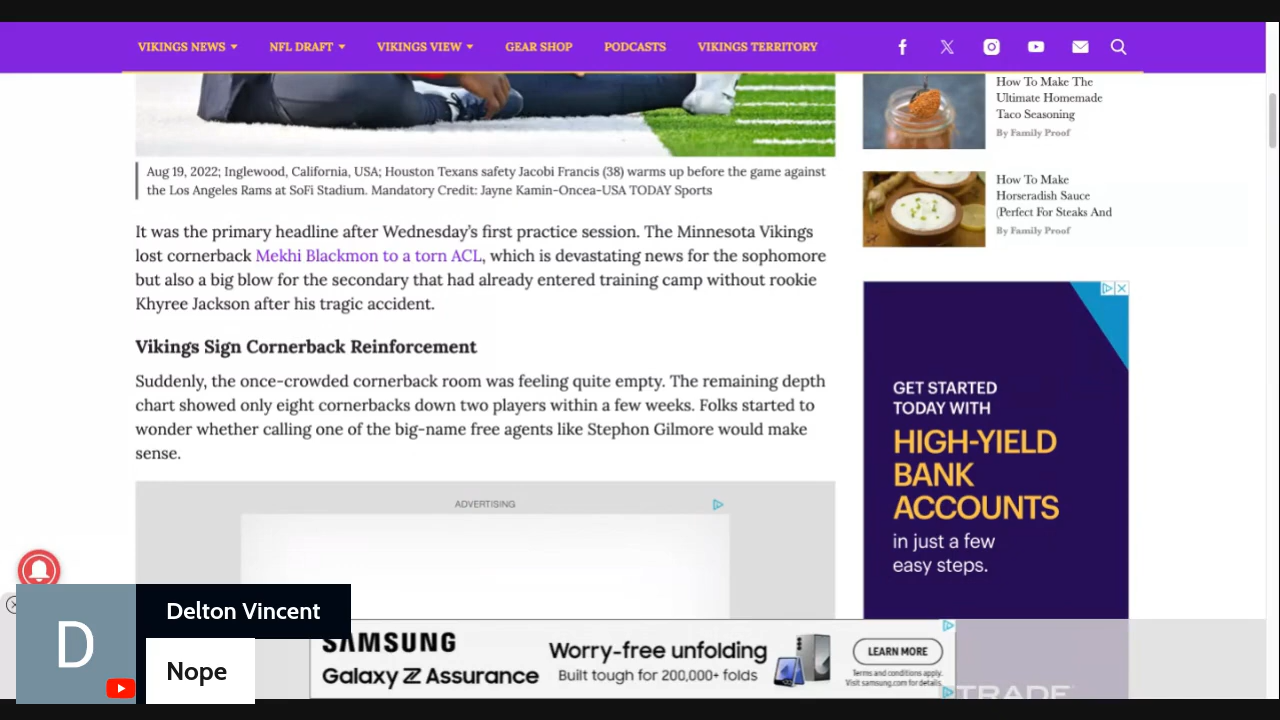 VIKINGS NEWS NFL DRAFT VIKINGS VIEW GEAR SHOP PODCASTS VIKINGS TERRITORY
Aug 19, 2022; Inglewood, California, USA; Houston Texans safety Jacobi Francis (38) warms up before the game against
the Los Angeles Rams at SoFi Stadium. Mandatory Credit: Jayne Kamin-Oncea-USA TODAY Sports
It was the primary headline after Wednesday's first practice session. The Minnesota Vikings
lost cornerback Mekhi Blackmon to a torn ACL, which is devastating news for the sophomore
but also a big blow for the secondary that had already entered training camp without rookie
Khyree Jackson after his tragic accident.
Vikings Sign Cornerback Reinforcement
Suddenly, the once-crowded cornerback room was feeling quite empty. The remaining depth
chart showed only eight cornerbacks down two players within a few weeks. Folks started to
wonder whether calling one of the big-name free agents like Stephon Gilmore would make
sense.
ADVERTISING
How To Make The
Ultimate Homemade
Taco Seasoning
By Family Proof
How To Make
Horseradish Sauce
(Perfect For Steaks And
By Family Proof
GET STARTED
TODAY WITH
HIGH-YIELD
BANK
ACCOUNTS
in just a few
easy steps.
D
Delton Vincent
Nope
SAMSUNG
Galaxy Z Assurance
Worry-free unfolding
Built tough for 200,000+ folds
LEARN MORE
Terms and conditions apply.
Visit samsung.com for details.
TRADE